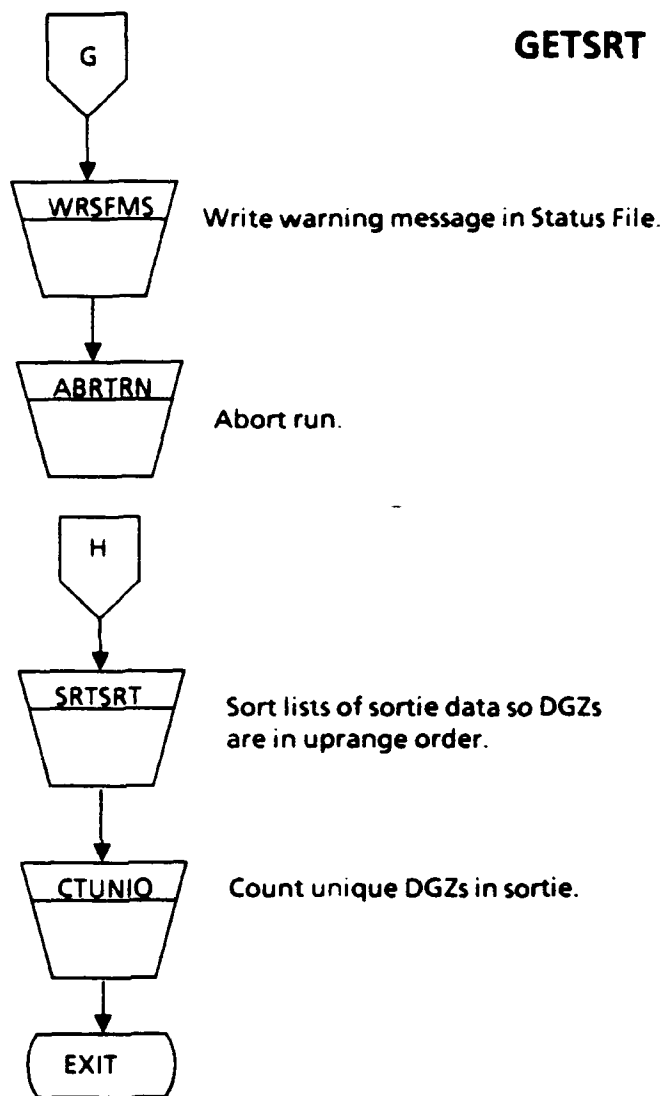 GETSRT
G
WRSFMS
Write warning message in Status File.
ABRTRN
Abort run.
H
SRTSRT
Sort lists of sortie data so DGZs
are in uprange order.
CTUNIQ
Count unique DGZs in sortie.
EXIT